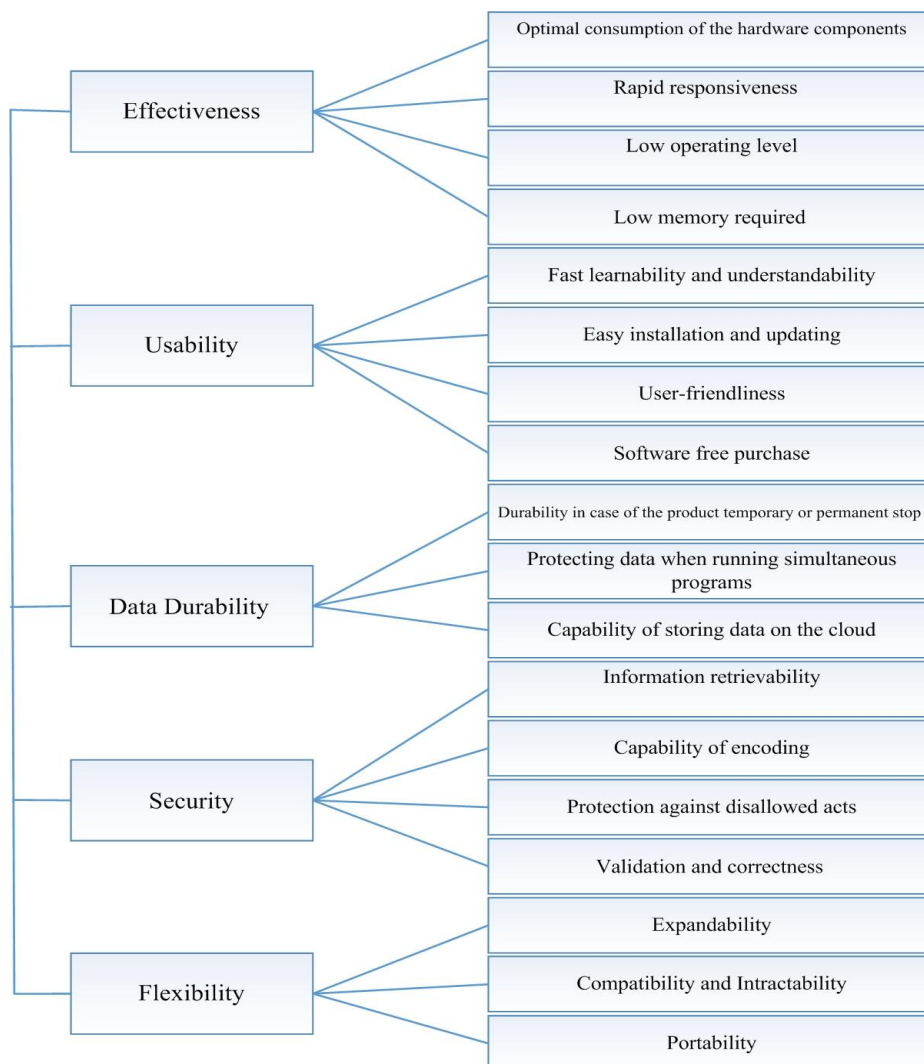 Effectiveness
Optimal consumption of the hardware components
Rapid responsiveness
Low operating level
Low memory required
Usability
Fast learnability and understandability
Easy installation and updating
User-friendliness
Software free purchase
Data Durability
Durability in case of the product temporary or permanent stop
Protecting data when running simultaneous
programs
Capability of storing data on the cloud
Security
Information retrievability
Capability of encoding
Protection against disallowed acts
Validation and correctness
Flexibility
Expandability
Compatibility and Intractability
Portability